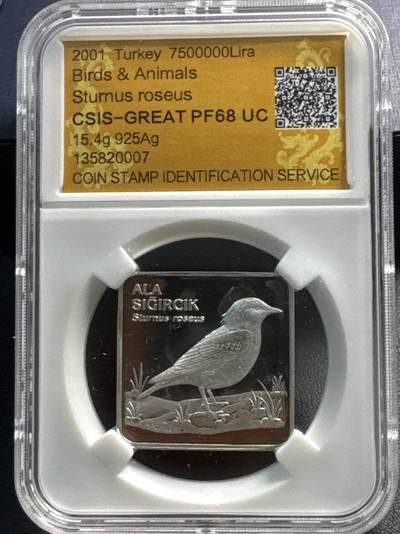 2001 Turkey 7500000Lira
Birds & Animals
Sturnus roseus
CSIS-GREAT PF68 UC
15.4g 925Ag
135820007
COIN STAMP IDENTIFICATION SERVICE
ALA
SIĞIRCIK
Sturnus roseus